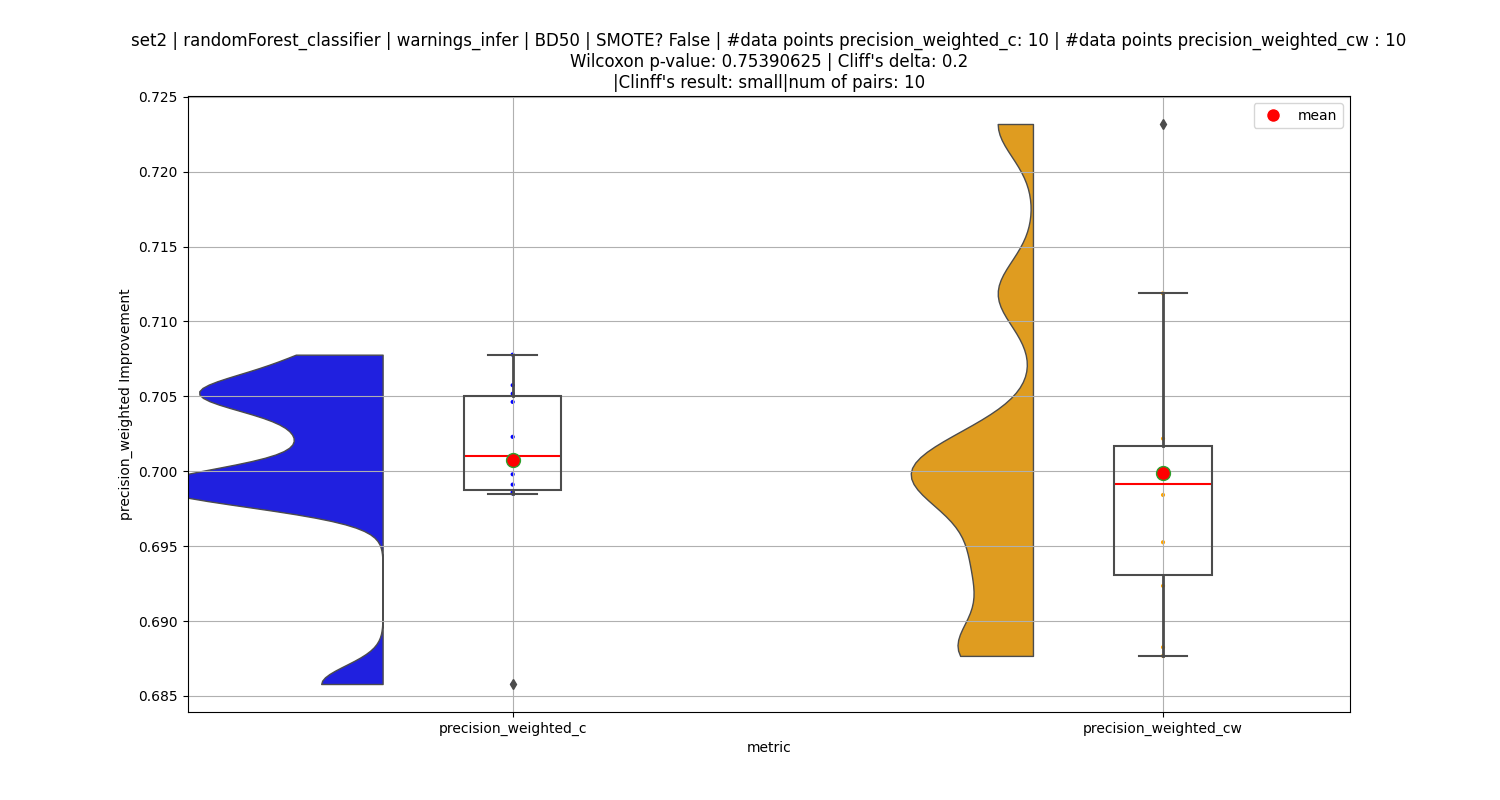 set2 | randomForest_classifier | warnings_infer | BD50 | SMOTE? False | #data points precision_weighted_c: 10 | #data points precision_weighted_cw : 10
Wilcoxon p-value: 0.75390625 | Cliff's delta: 0.2
|Clinff's result: small|num of pairs: 10
mean
0.725
0.720
0.715
0.710
0.705
0.700
0.695
0.690
0.685
precision_weighted Improvement
precision_weighted_c
precision_weighted_cw
metric